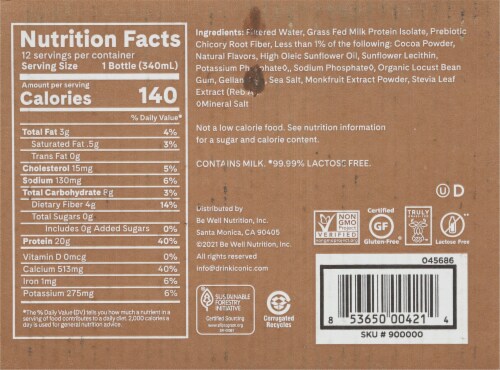 Nutrition Facts
12 servings per container
Serving Size 1 Bottle (340mL)
Amount per serving
Calories 140
% Daily Value*
Total Fat 3g 4%
Saturated Fat .5g 3%
Trans Fat 0g
Cholesterol 15mg 5%
Sodium 130mg 6%
Total Carbohydrate 8g 3%
Dietary Fiber 4g 14%
Total Sugars 0g
Includes 0g Added Sugars 0%
Protein 20g 40%
Vitamin D 0mcg 0%
Calcium 513mg 40%
Iron 1mg 6%
Potassium 275mg 6%
*The % Daily Value (DV) tells you how much a nutrient in a
serving of food contributes to a daily diet. 2,000 calories a
day is used for general nutrition advice.
Ingredients: Filtered Water, Grass Fed Milk Protein Isolate, Prebiotic
Chicory Root Fiber, Less than 1% of the following: Cocoa Powder,
Natural Flavors, High Oleic Sunflower Oil, Sunflower Lecithin,
Potassium Phosphate◊, Sodium Phosphate◊, Organic Locust Bean
Gum, Gellan Sea Salt, Monkfruit Extract Powder, Stevia Leaf
Extract (Reb A)
◊Mineral Salt
Not a low calorie food. See nutrition information
for a sugar and calorie content.
CONTAINS MILK. *99.99% LACTOSE FREE.
U D
Distributed by
Be Well Nutrition, Inc.
Santa Monica, CA 90405
©2021 Be Well Nutrition, Inc.
All rights reserved
info@drinkiconic.com
NON
GMO
Project
VERIFIED
nongmoproject.org
Certified
GF
Gluten-Free
TRULY
Lactose Free
SUSTAINABLE
FORESTRY
INITIATIVE
Certified Sourcing
www.sfiprogram.org
Corrugated
Recycles
045686
8 53650 00421 4
SKU # 900000